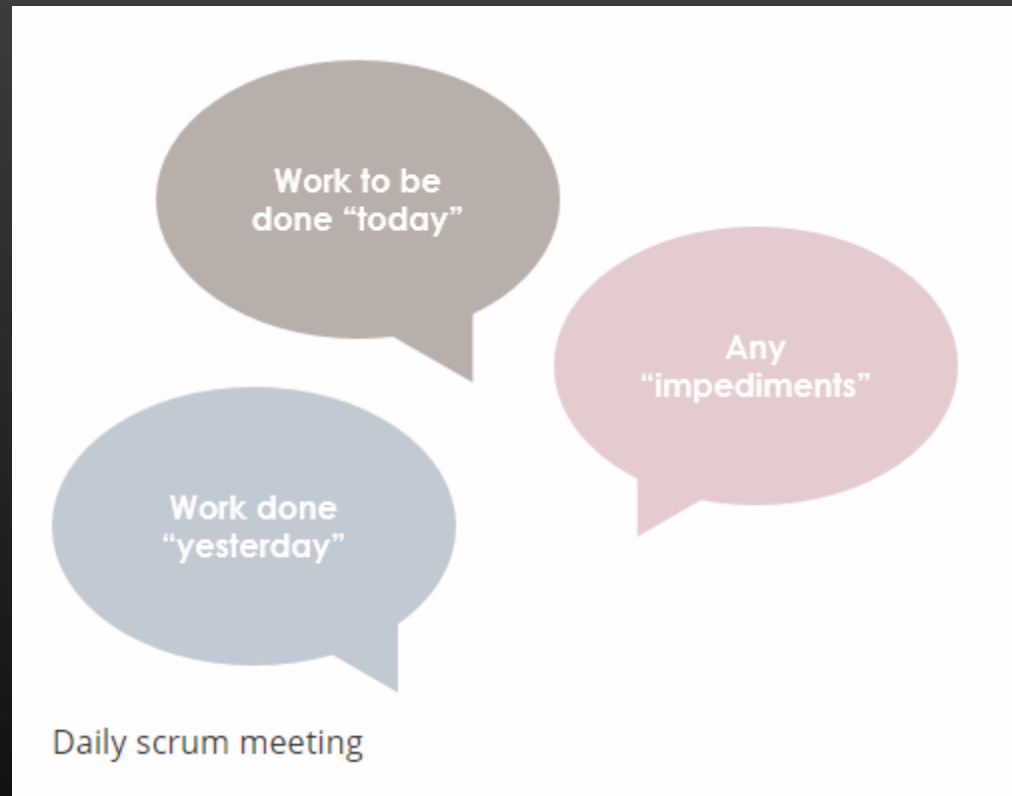 Work to be
done “today”
Any
“impediments”
Work done
“yesterday”
Daily scrum meeting